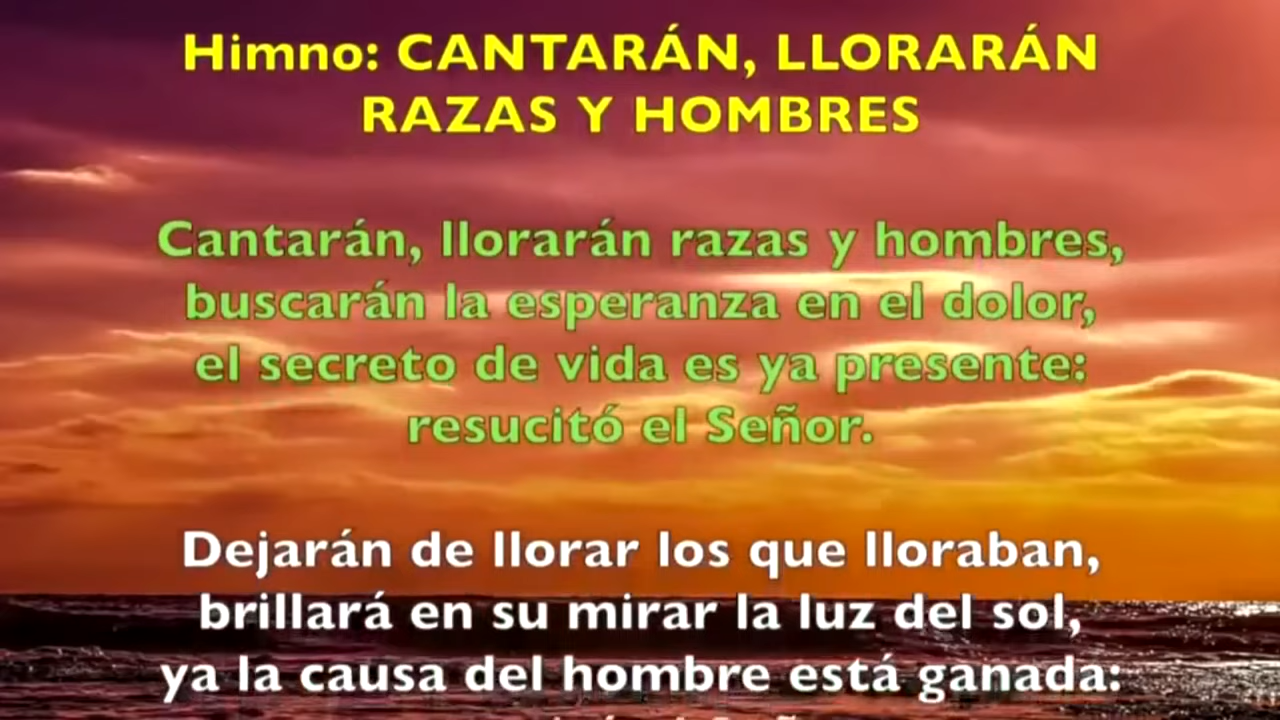 Himno: CANTARÁN, LLORARÁN
RAZAS Y HOMBRES
Cantarán, llorarán razas y hombres,
buscarán la esperanza en el dolor,
el secreto de vida es ya presente:
resucitó el Señor.
Dejarán de llorar los que lloraban,
brillará en su mirar la luz del sol,
ya la causa del hombre está ganada: